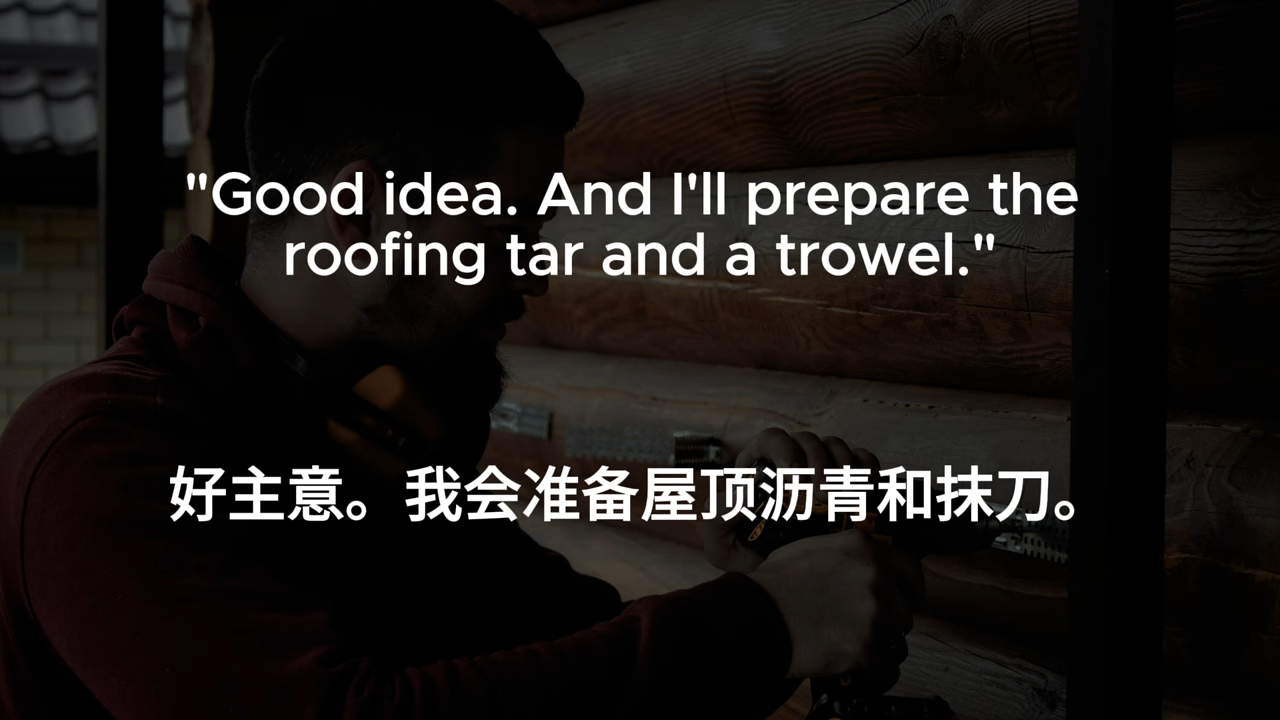 "Good idea. And I'll prepare the
roofing tar and a trowel."
好主意。我会准备屋顶沥青和抹刀。